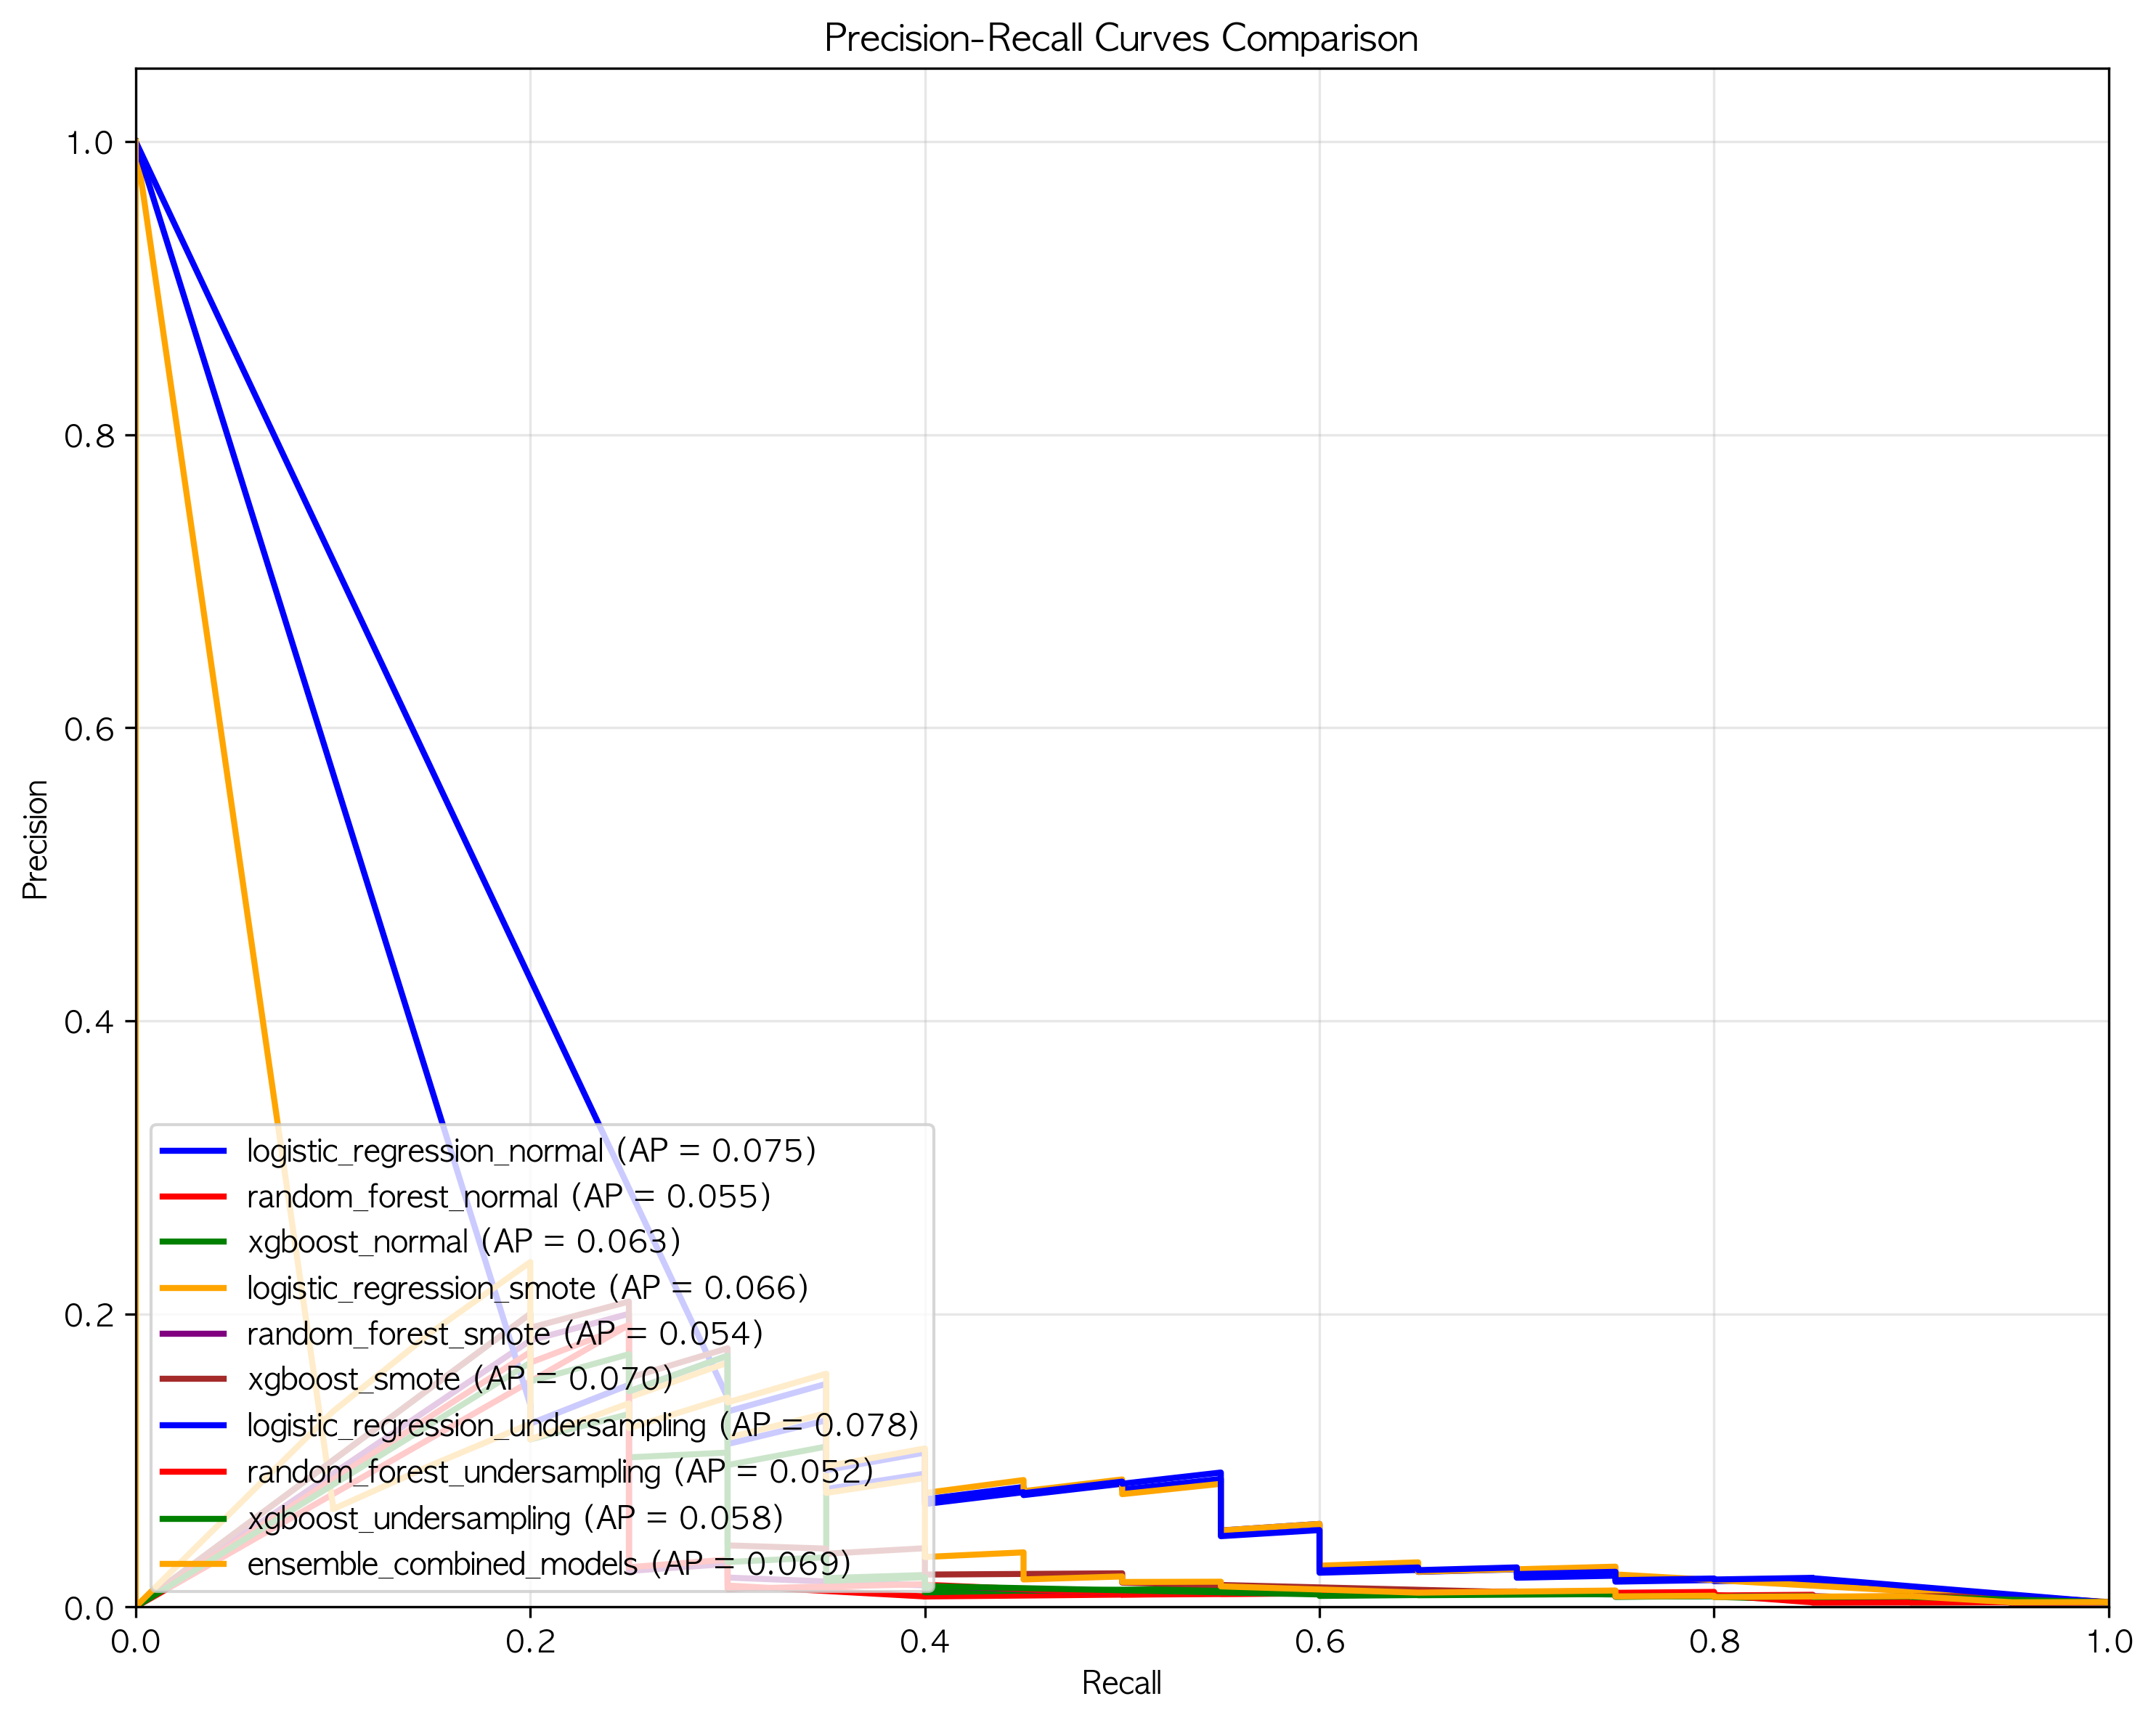 Precision-Recall Curves Comparison
1.0
0.8
0.6
0.4
0.2
0.0
Precision
logistic_regression_normal (AP = 0.075)
random_forest_normal (AP = 0.055)
xgboost_normal (AP = 0.063)
logistic_regression_smote (AP = 0.066)
random_forest_smote (AP = 0.054)
xgboost_smote (AP = 0.070)
logistic_regression_undersampling (AP = 0.078)
random_forest_undersampling (AP = 0.052)
xgboost_undersampling (AP = 0.058)
ensemble_combined_models (AP = 0.069)
0.0 0.2 0.4 0.6 0.8 1.0
Recall